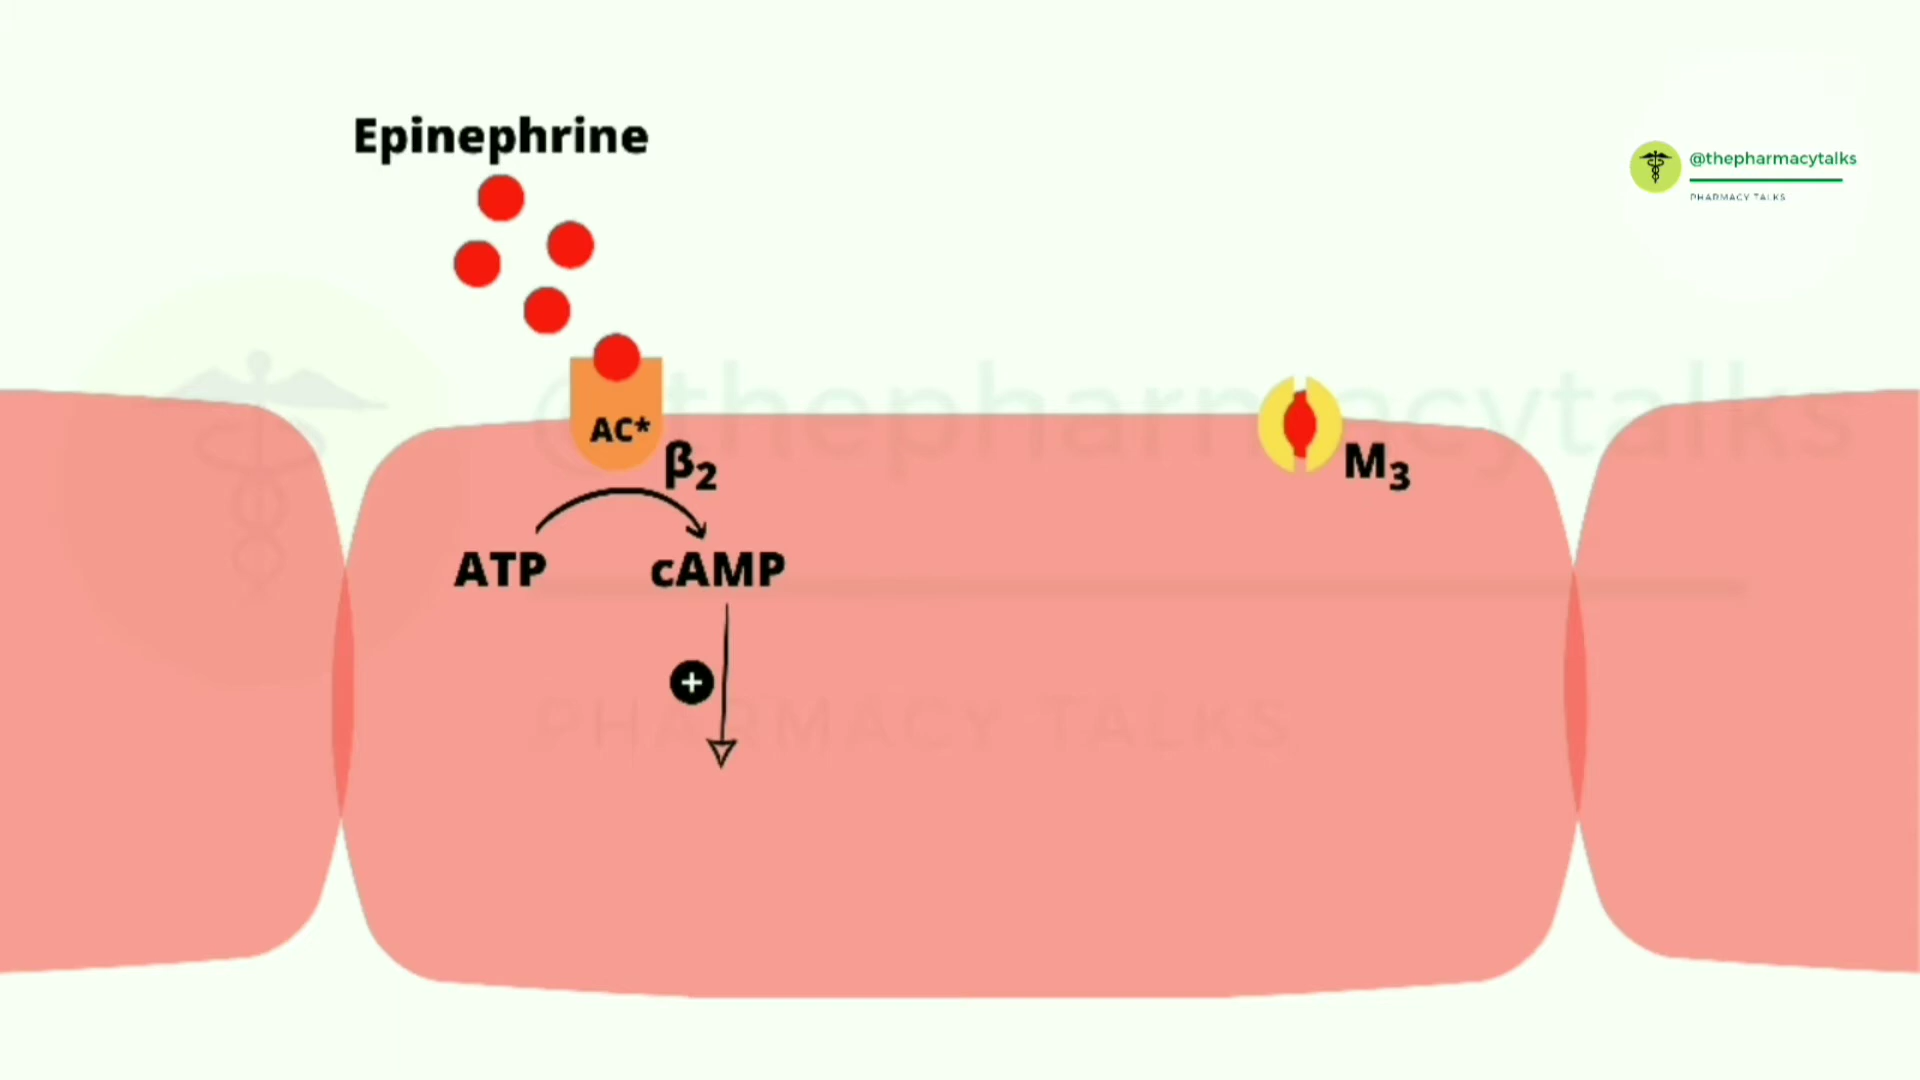 Epinephrine
@thepharmacytalks
PHARMACY TALKS
@thepharmacytalks
AC*
β₂
M₃
ATP
cAMP
+
PHARMACY TALKS